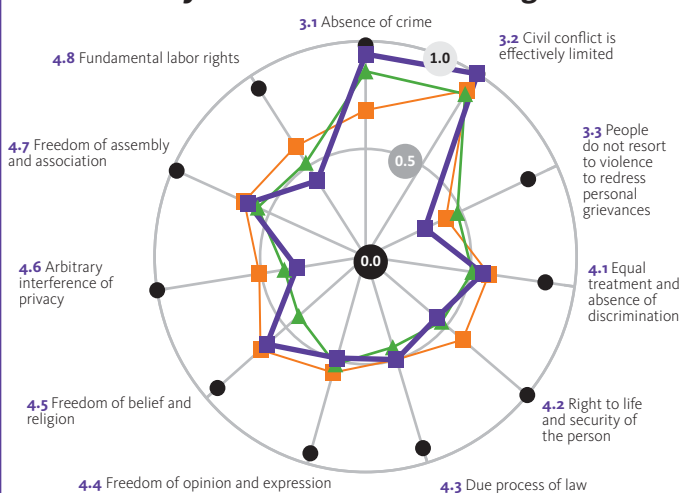 3.1 Absence of crime
3.2 Civil conflict is
effectively limited
1.0
4.8 Fundamental labor rights
0.5
3.3 People
do not resort
to violence
to redress
personal
grievances
4.7 Freedom of assembly
and association
0.0
4.1 Equal
treatment and
absence of
discrimination
4.6 Arbitrary
interference of
privacy
4.2 Right to life
and security of
the person
4.5 Freedom of belief and
religion
4.4 Freedom of opinion and expression
4.3 Due process of law